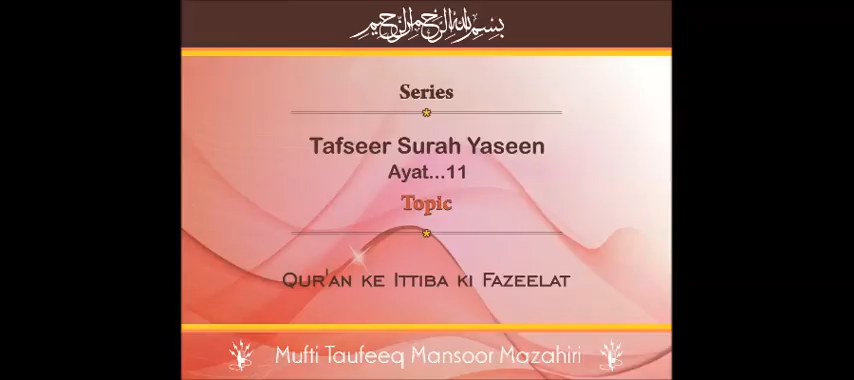 بسم الله الرحمن الرحيم
Series
Tafseer Surah Yaseen
Ayat...11
Topic
Qur'an ke Ittiba ki Fazeelat
Mufti Taufeeq Mansoor Mazahiri